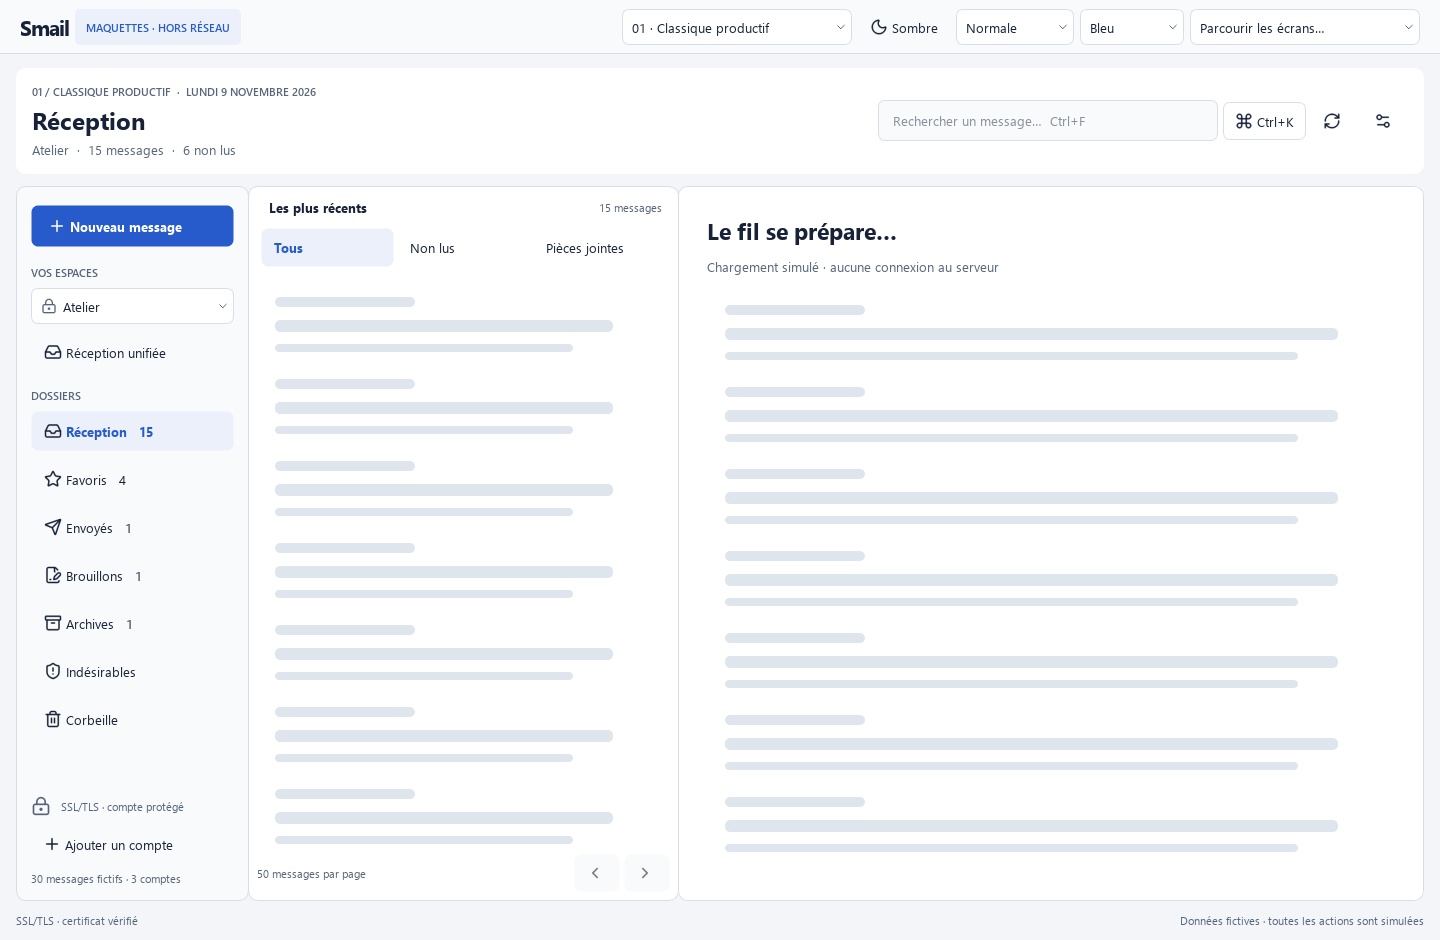 Smail
MAQUETTES · HORS RÉSEAU
01 · Classique productif
Sombre
Normale
Bleu
Parcourir les écrans...
01 / CLASSIQUE PRODUCTIF · LUNDI 9 NOVEMBRE 2026
Réception
Atelier · 15 messages · 6 non lus
Rechercher un message... Ctrl+F
Ctrl+K
Nouveau message
VOS ESPACES
Atelier
Réception unifiée
DOSSIERS
Réception 15
Favoris 4
Envoyés 1
Brouillons 1
Archives 1
Indésirables
Corbeille
SSL/TLS · compte protégé
Ajouter un compte
30 messages fictifs · 3 comptes
Les plus récents
15 messages
Tous
Non lus
Pièces jointes
50 messages par page
Le fil se prépare...
Chargement simulé · aucune connexion au serveur
SSL/TLS · certificat vérifié
Données fictives · toutes les actions sont simulées